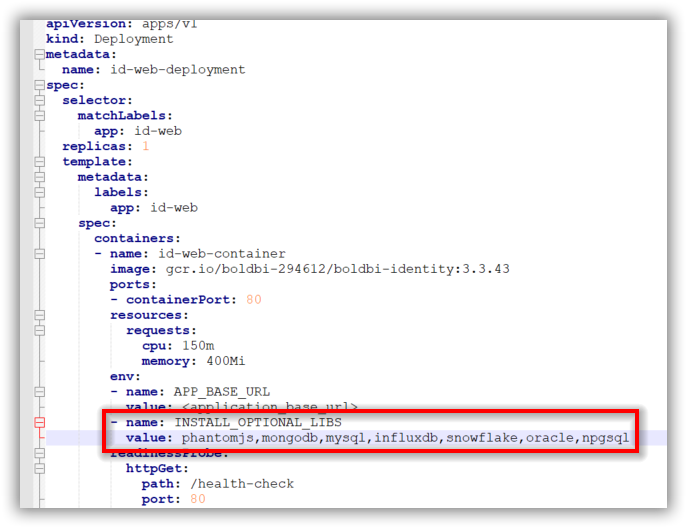 apiVersion: apps/v1
kind: Deployment
metadata:
name: id-web-deployment
spec:
selector:
matchLabels:
app: id-web
replicas: 1
template:
metadata:
labels:
app: id-web
spec:
containers:
- name: id-web-container
image: gcr.io/boldbi-294612/boldbi-identity:3.3.43
ports:
- containerPort: 80
resources:
requests:
cpu: 150m
memory: 400Mi
env:
- name: APP_BASE_URL
value: <application_base_url>
- name: INSTALL_OPTIONAL_LIBS
value: phantomjs,mongodb,mysql,influxdb,snowflake,oracle,npgsql
readinessProbe:
httpGet:
path: /health-check
port: 80